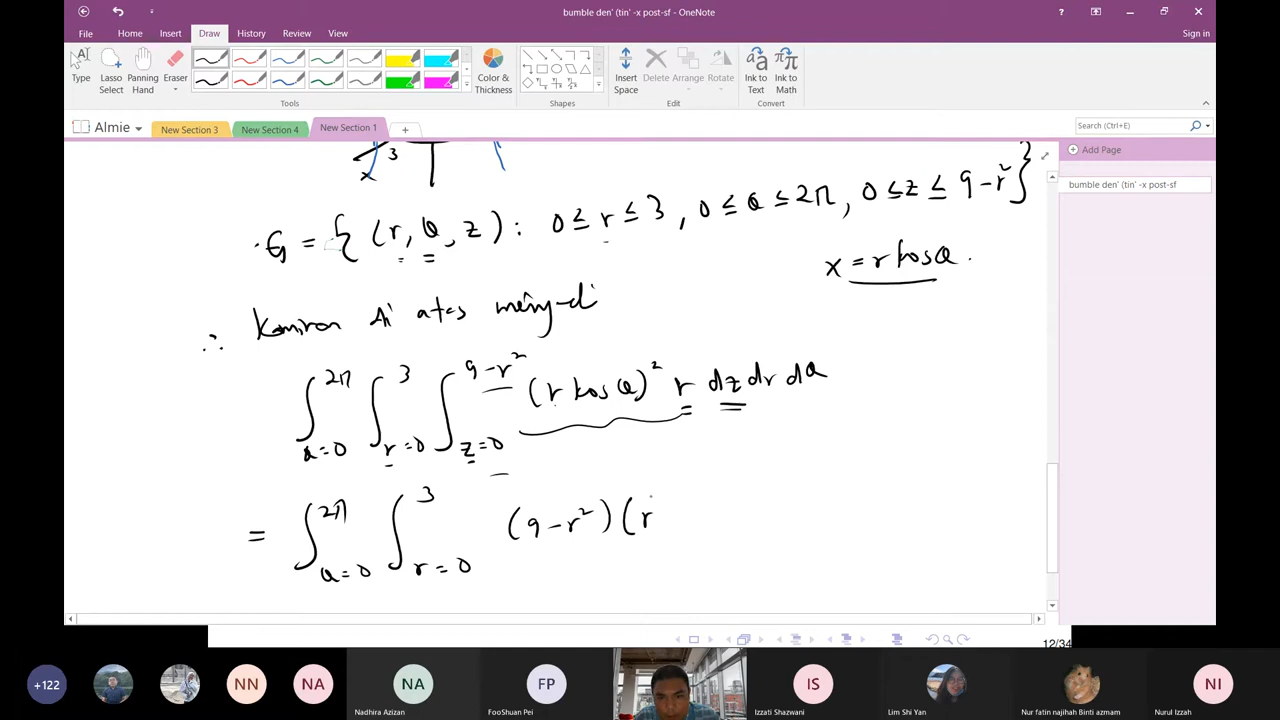 bumble den' (tin' -x post-sf - OneNote
Sign in
File Home Insert Draw History Review View
Type
Lasso Select
Panning Hand
Eraser
Color & Thickness
Insert Space
Delete
Arrange
Rotate
Ink to Text
Ink to Math
Tools
Shapes
Edit
Convert
Almie
New Section 3
New Section 4
New Section 1
Search (Ctrl+E)
Add Page
bumble den' (tin' -x post-sf
3
x
G = { (r, θ, z) : 0 ≤ r ≤ 3, 0 ≤ θ ≤ 2π, 0 ≤ z ≤ 9-r² }
x = r kos θ.
∴ Kamiran di atas menjadi
∫_{θ=0}^{2π} ∫_{r=0}^{3} ∫_{z=0}^{9-r²} (r kos θ)² r dz dr dθ
= ∫_{θ=0}^{2π} ∫_{r=0}^{3} (9-r²)(r
12/34
+122
NN
NA
NA
FP
IS
NI
Nadhira Azizan
FooShuan Pei
Izzati Shazwani
Lim Shi Yan
Nur fatin najihah Binti azmam
Nurul Izzah